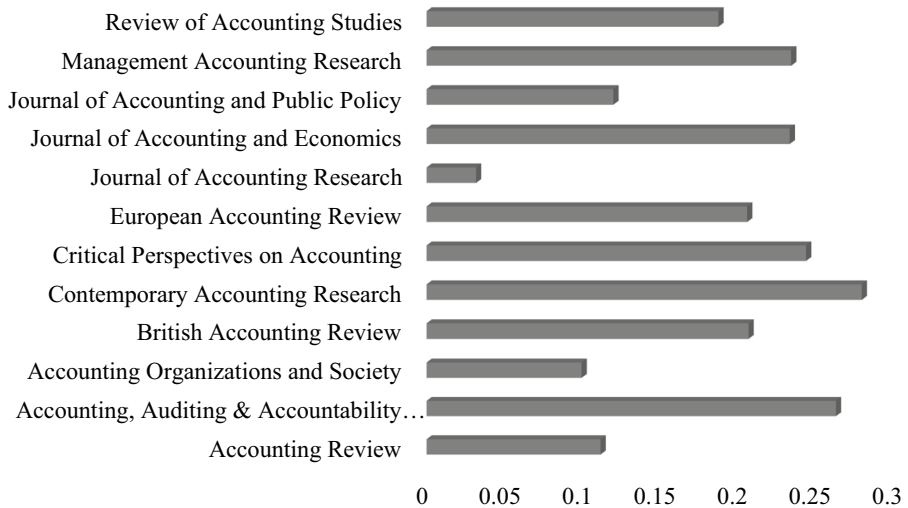 Review of Accounting Studies
Management Accounting Research
Journal of Accounting and Public Policy
Journal of Accounting and Economics
Journal of Accounting Research
European Accounting Review
Critical Perspectives on Accounting
Contemporary Accounting Research
British Accounting Review
Accounting Organizations and Society
Accounting, Auditing & Accountability…
Accounting Review
0 0.05 0.1 0.15 0.2 0.25 0.3